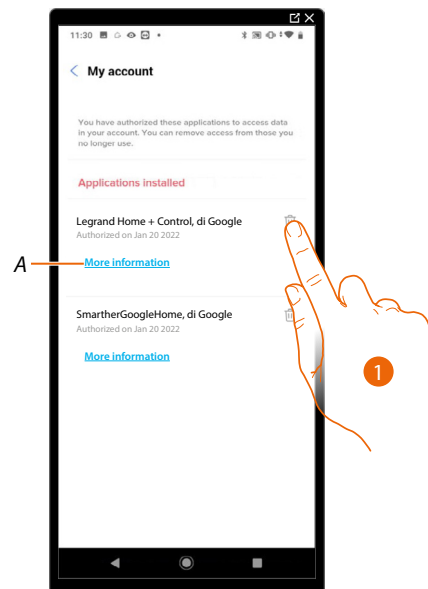 11:30
My account
You have authorized these applications to access data
in your account. You can remove access from those you
no longer use.
Applications installed
Legrand Home + Control, di Google
Authorized on Jan 20 2022
A
More information
SmartherGoogleHome, di Google
Authorized on Jan 20 2022
1
More information